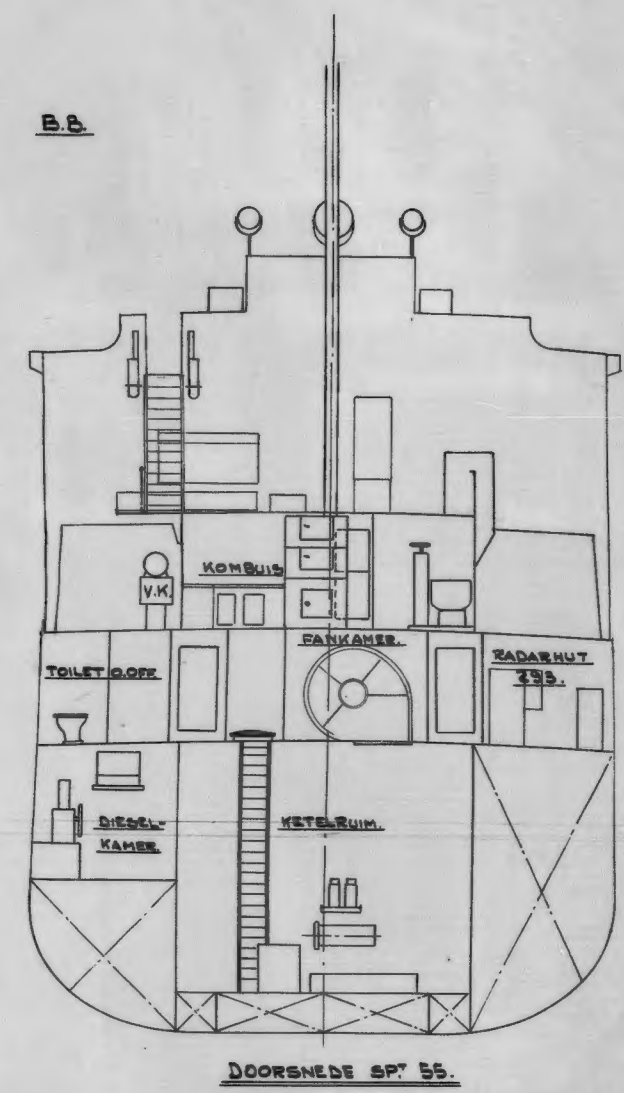 B.B.
KOMBUIS
V.K.
FANKAMER.
TOILET O.OFF.
RADARHUT
293.
DIESEL-
KAMER.
KETELRUIM.
DOORSNEDE SPT 55.